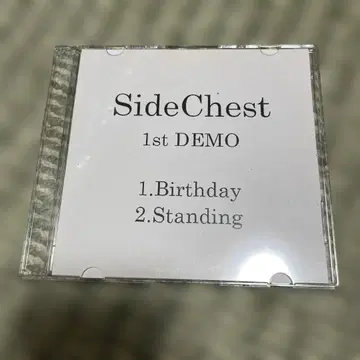 SideChest
1st DEMO
1.Birthday
2.Standing